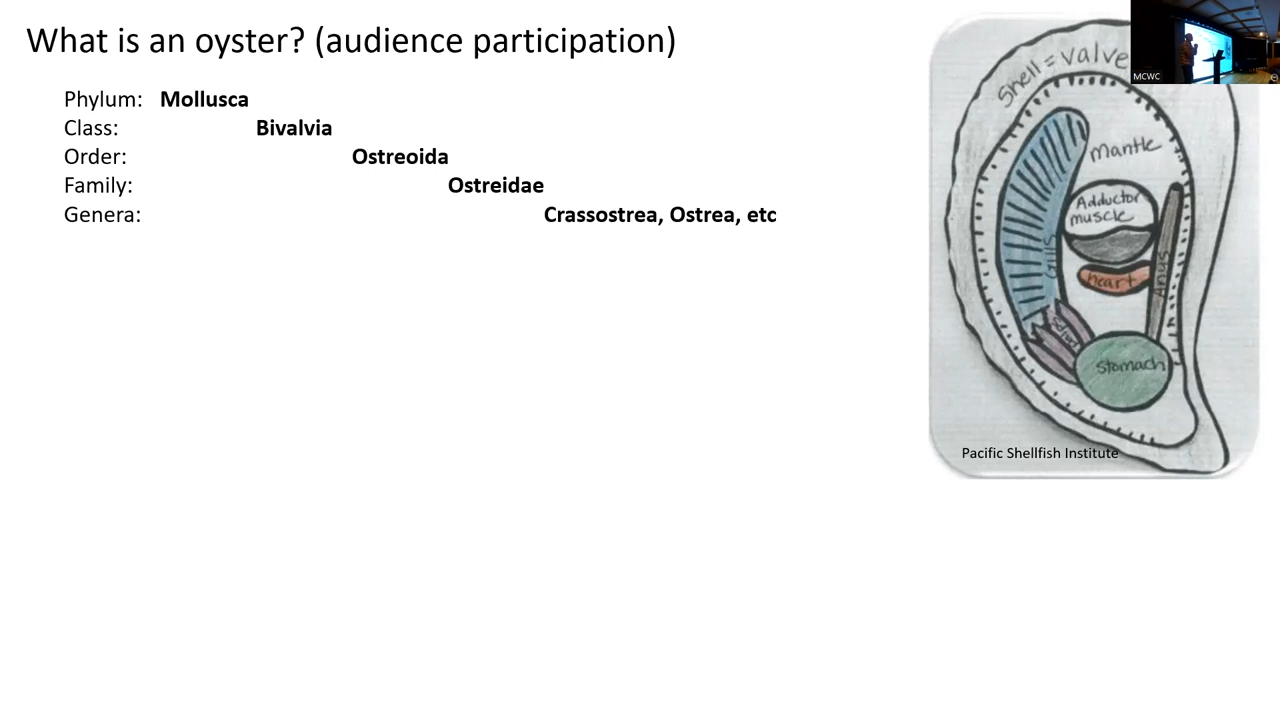 What is an oyster? (audience participation)
Phylum: Mollusca
Class: Bivalvia
Order: Ostreoida
Family: Ostreidae
Genera: Crassostrea, Ostrea, etc
MCWC
Shell = valve
Mantle
Adductor
muscle
Gills
heart
Anus
Stomach
Pacific Shellfish Institute